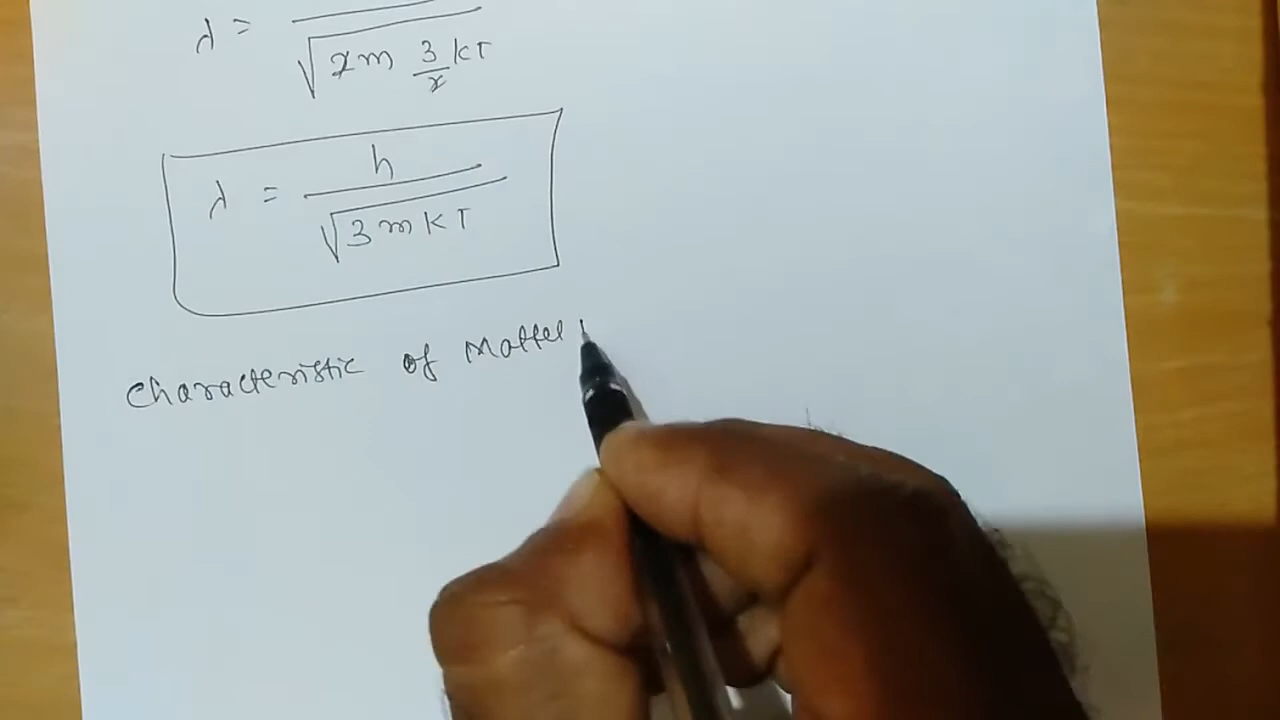 λ =
√2m 3/2 kT
λ = h / √3mkT
Characteristic of Matter